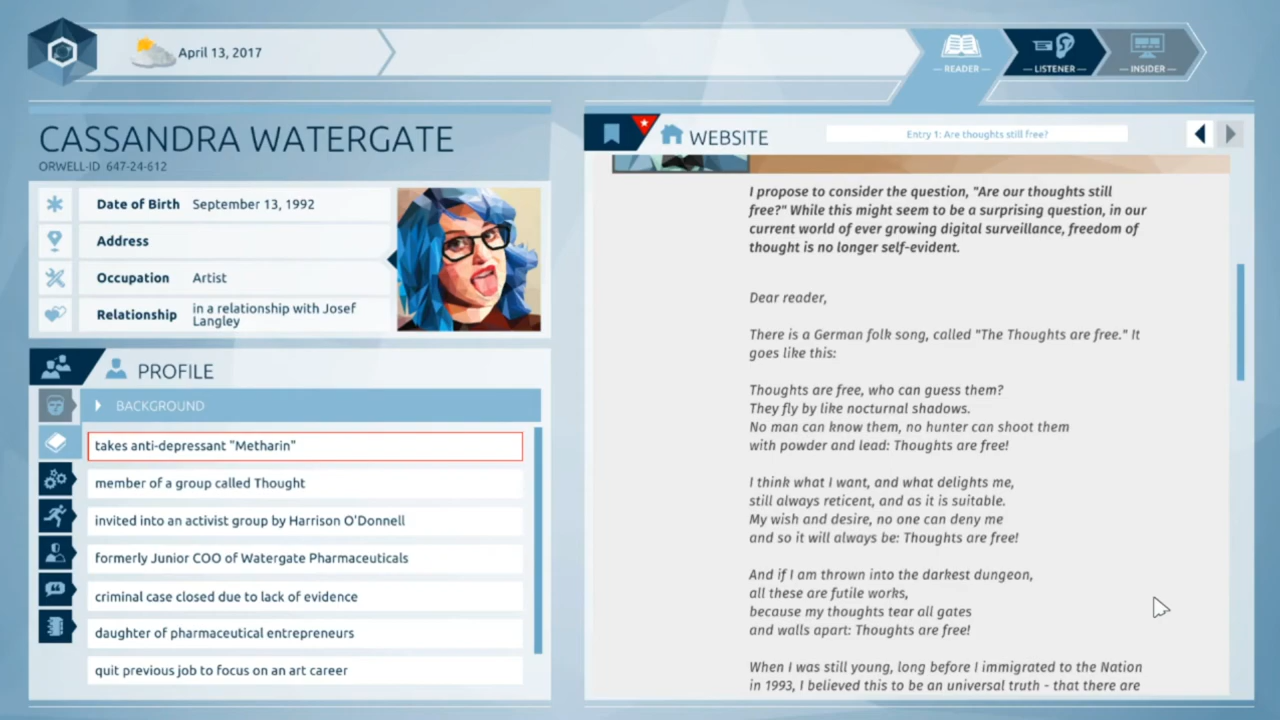 April 13, 2017
— READER —
— LISTENER —
— INSIDER —
CASSANDRA WATERGATE
ORWELL-ID 647-24-612
Date of Birth September 13, 1992
Address
Occupation Artist
Relationship in a relationship with Josef
Langley
PROFILE
BACKGROUND
takes anti-depressant "Metharin"
member of a group called Thought
invited into an activist group by Harrison O'Donnell
formerly Junior COO of Watergate Pharmaceuticals
criminal case closed due to lack of evidence
daughter of pharmaceutical entrepreneurs
quit previous job to focus on an art career
WEBSITE
Entry 1: Are thoughts still free?
I propose to consider the question, "Are our thoughts still
free?" While this might seem to be a surprising question, in our
current world of ever growing digital surveillance, freedom of
thought is no longer self-evident.
Dear reader,
There is a German folk song, called "The Thoughts are free." It
goes like this:
Thoughts are free, who can guess them?
They fly by like nocturnal shadows.
No man can know them, no hunter can shoot them
with powder and lead: Thoughts are free!
I think what I want, and what delights me,
still always reticent, and as it is suitable.
My wish and desire, no one can deny me
and so it will always be: Thoughts are free!
And if I am thrown into the darkest dungeon,
all these are futile works,
because my thoughts tear all gates
and walls apart: Thoughts are free!
When I was still young, long before I immigrated to the Nation
in 1993, I believed this to be an universal truth - that there are